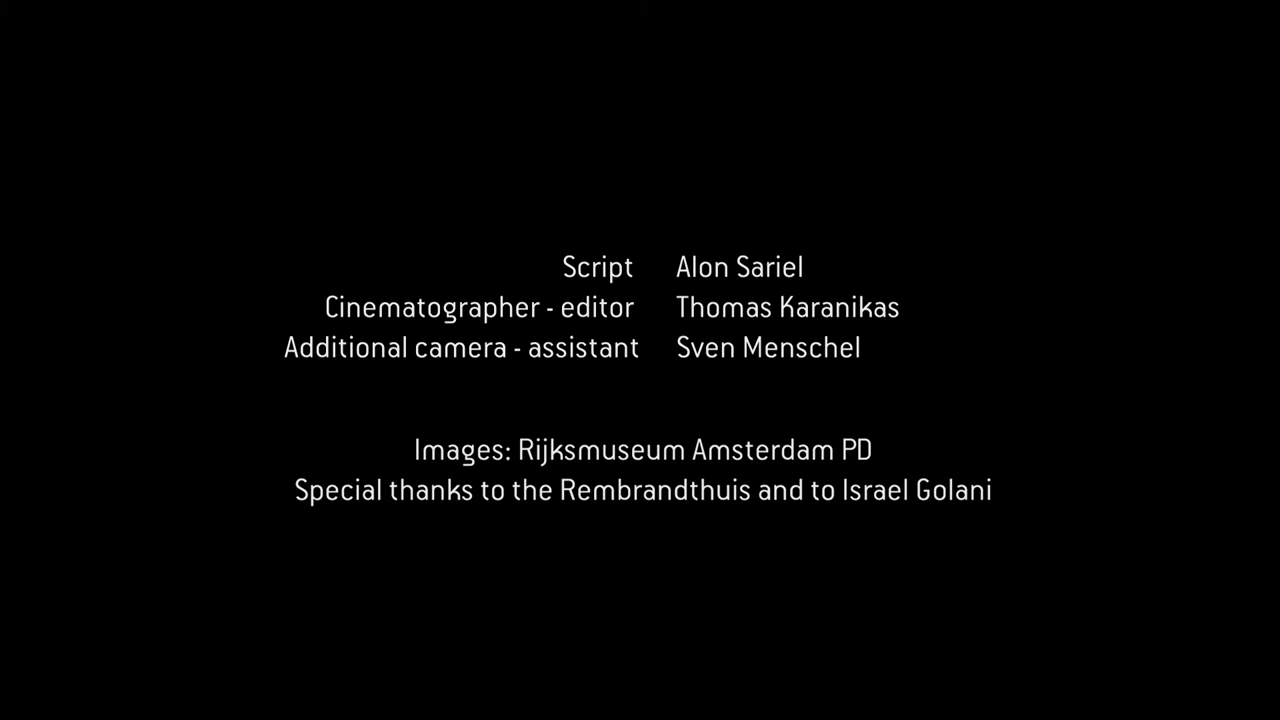 Script Alon Sariel
Cinematographer - editor Thomas Karanikas
Additional camera - assistant Sven Menschel
Images: Rijksmuseum Amsterdam PD
Special thanks to the Rembrandthuis and to Israel Golani